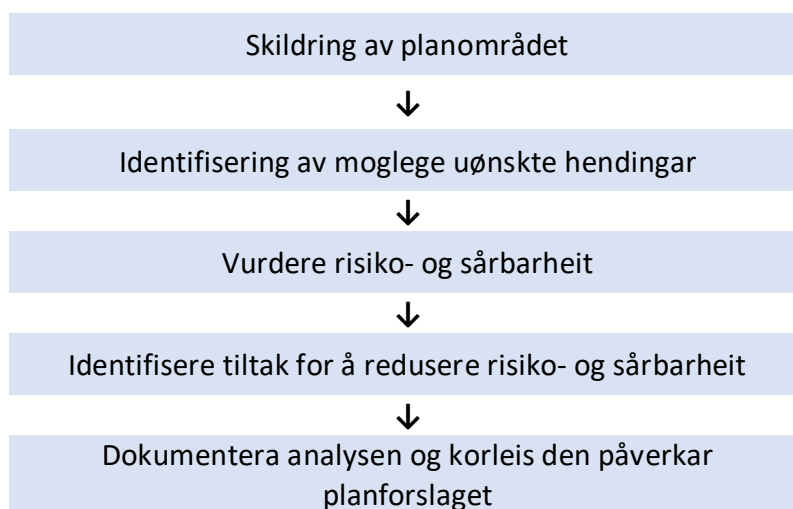 Skildring av planområdet
↓
Identifisering av moglege uønskte hendingar
↓
Vurdere risiko- og sårbarheit
↓
Identifisere tiltak for å redusere risiko- og sårbarheit
↓
Dokumentera analysen og korleis den påverkar
planforslaget